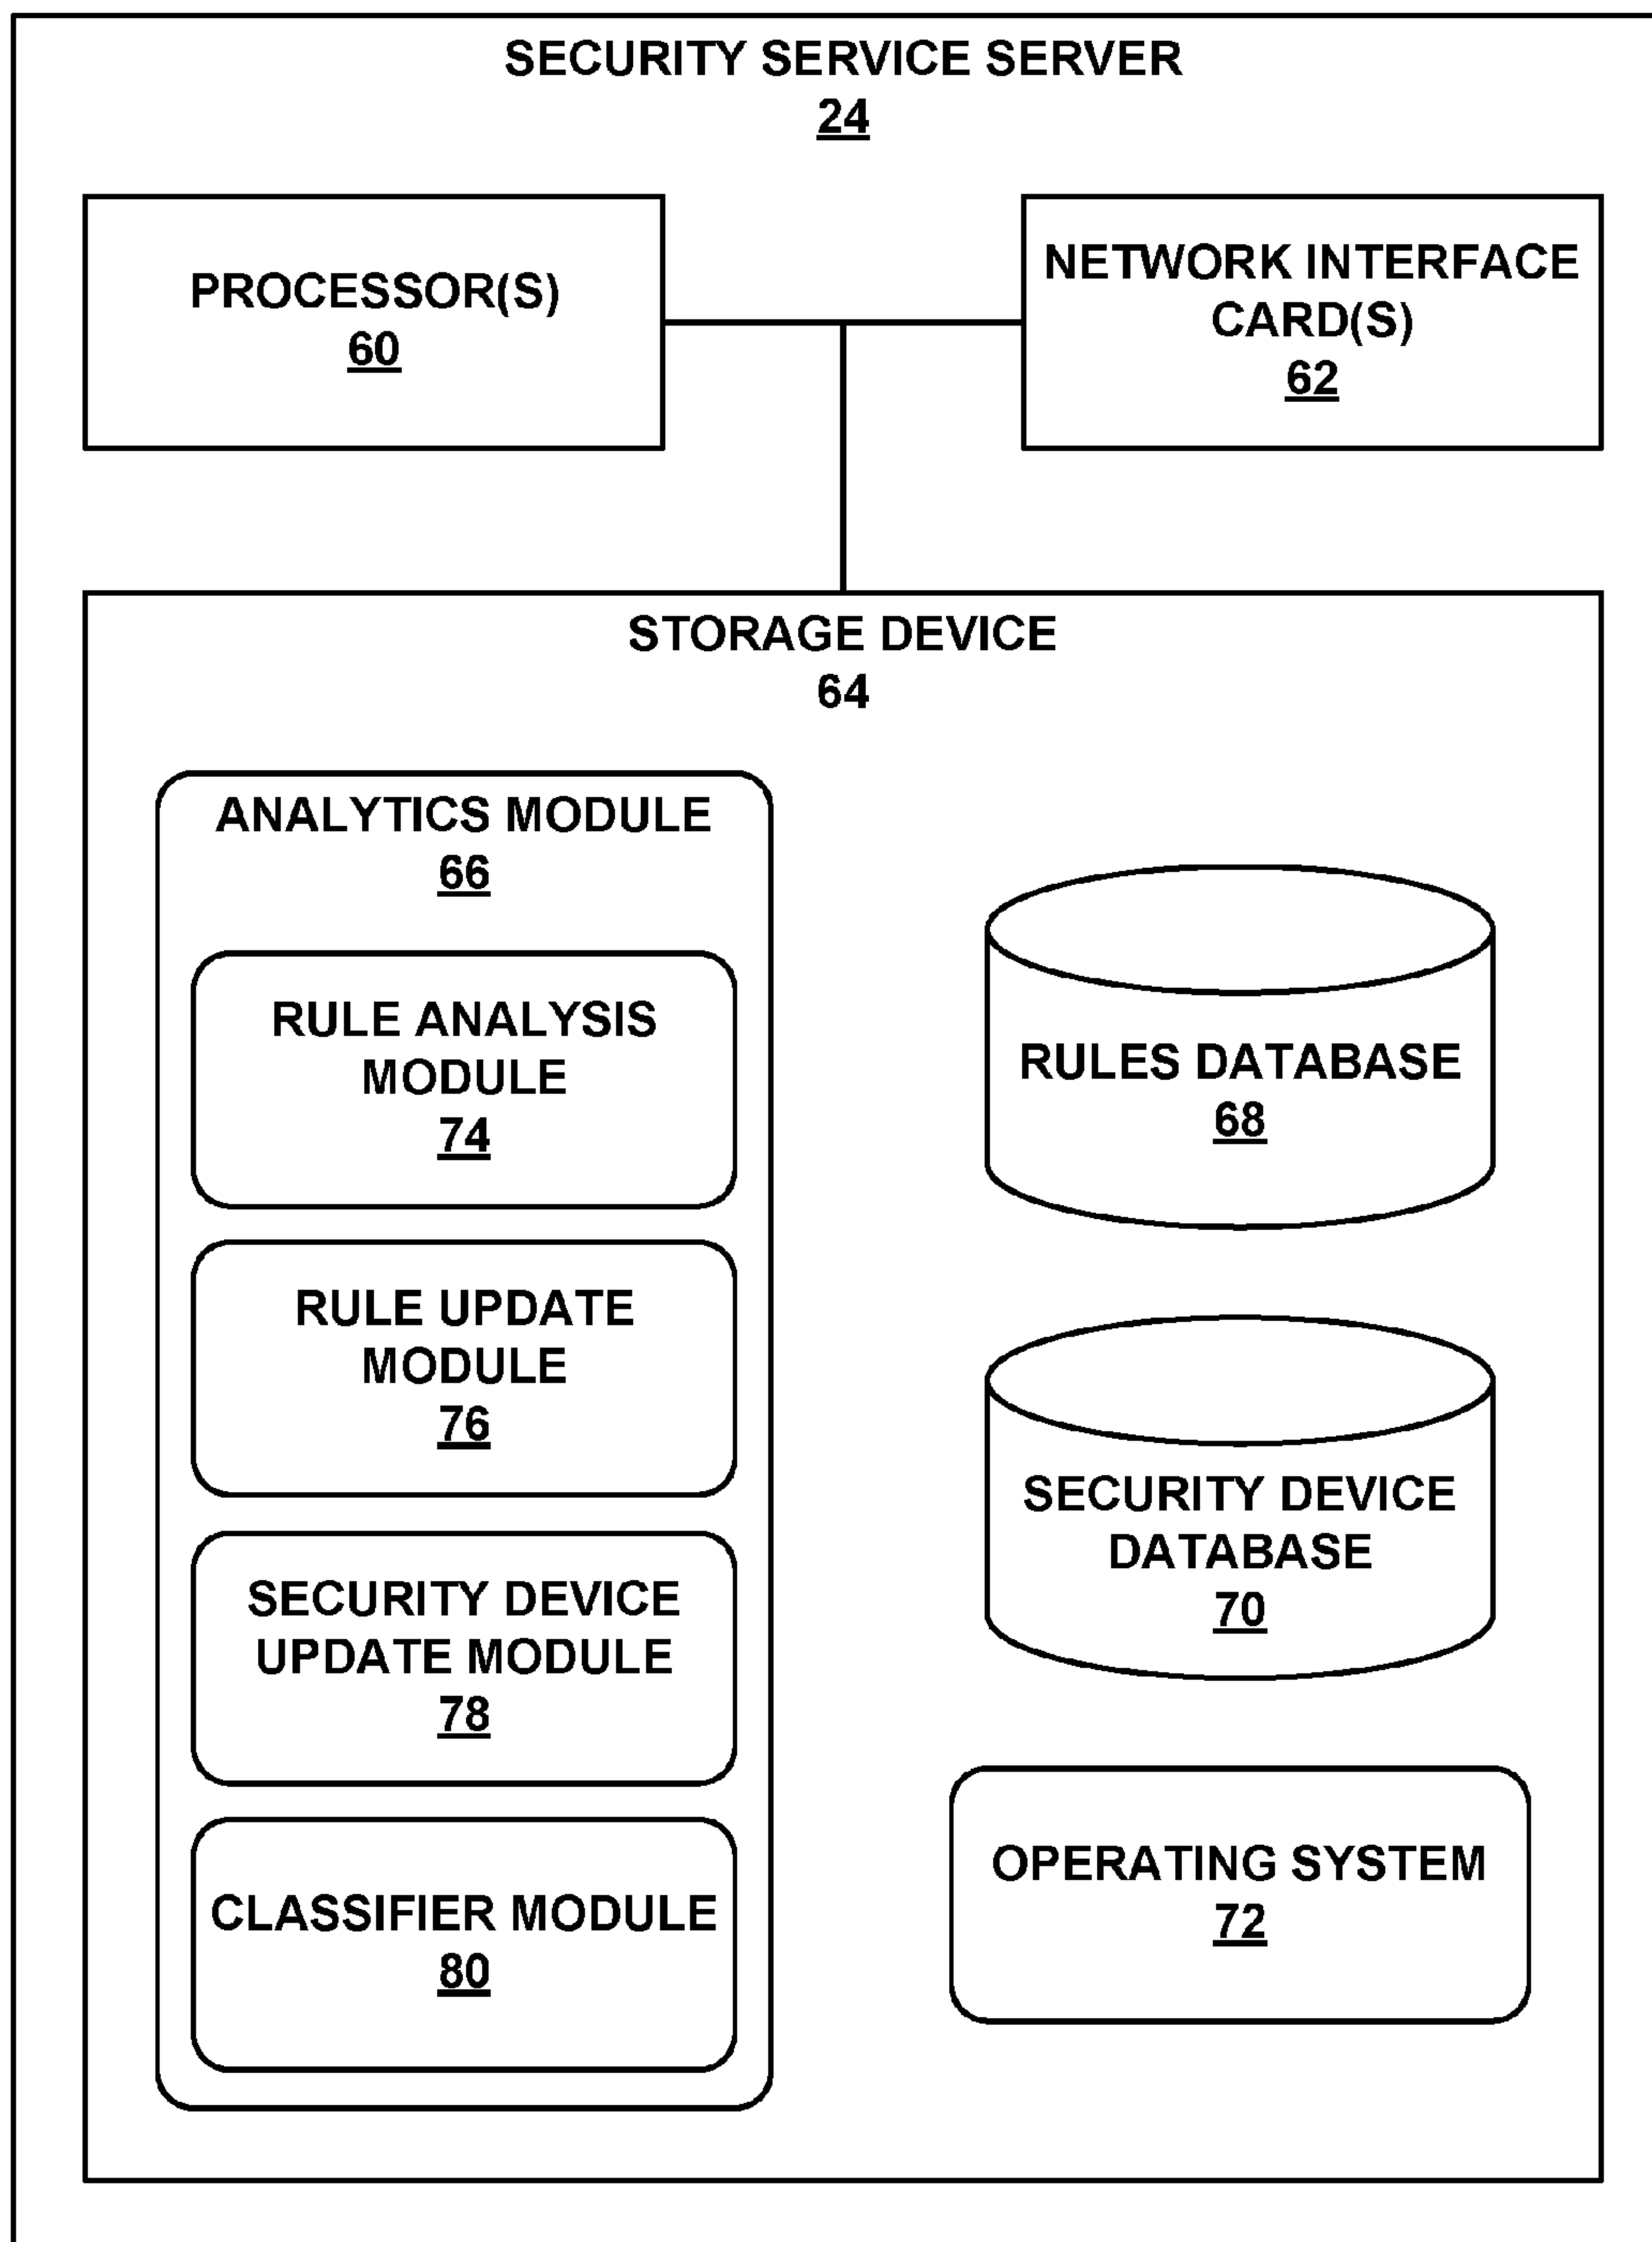 SECURITY SERVICE SERVER
24
PROCESSOR(S)
60
NETWORK INTERFACE
CARD(S)
62
STORAGE DEVICE
64
ANALYTICS MODULE
66
RULE ANALYSIS
MODULE
74
RULE UPDATE
MODULE
76
SECURITY DEVICE
UPDATE MODULE
78
CLASSIFIER MODULE
80
RULES DATABASE
68
SECURITY DEVICE
DATABASE
70
OPERATING SYSTEM
72